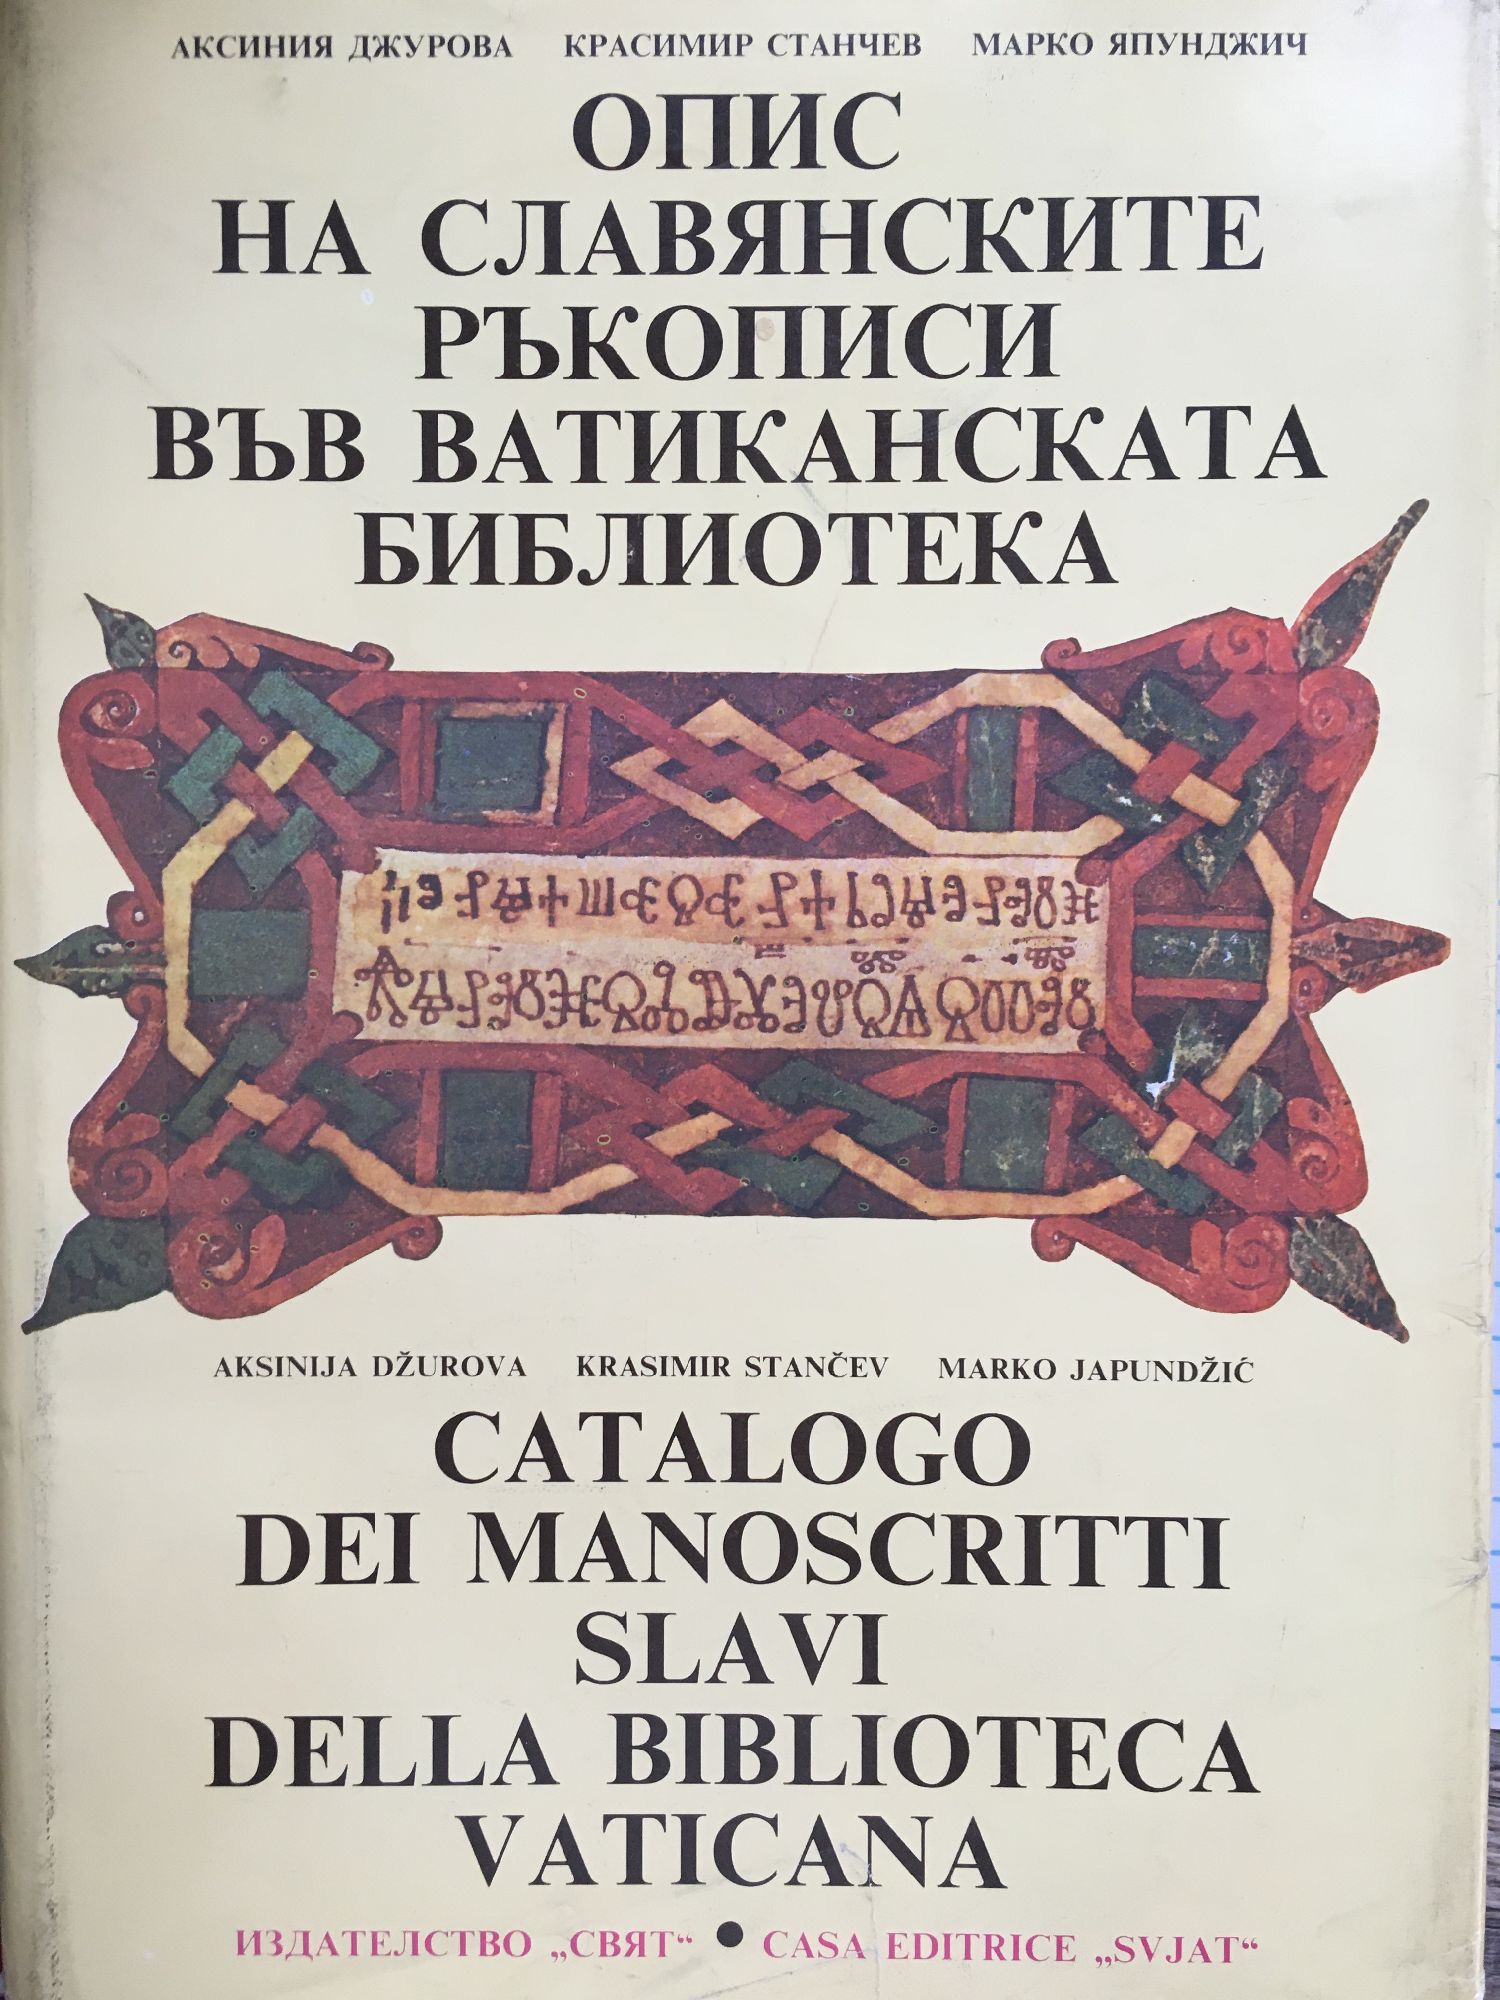 АКСИНИЯ ДЖУРОВА КРАСИМИР СТАНЧЕВ МАРКО ЯПУНДЖИЧ
ОПИС
НА СЛАВЯНСКИТЕ
РЪКОПИСИ
ВЪВ ВАТИКАНСКАТА
БИБЛИОТЕКА
AKSINIJA DŽUROVA KRASIMIR STANČEV MARKO JAPUNDŽIĆ
CATALOGO
DEI MANOSCRITTI
SLAVI
DELLA BIBLIOTECA
VATICANA
ИЗДАТЕЛСТВО „СВЯТ“ • CASA EDITRICE „SVJAT“